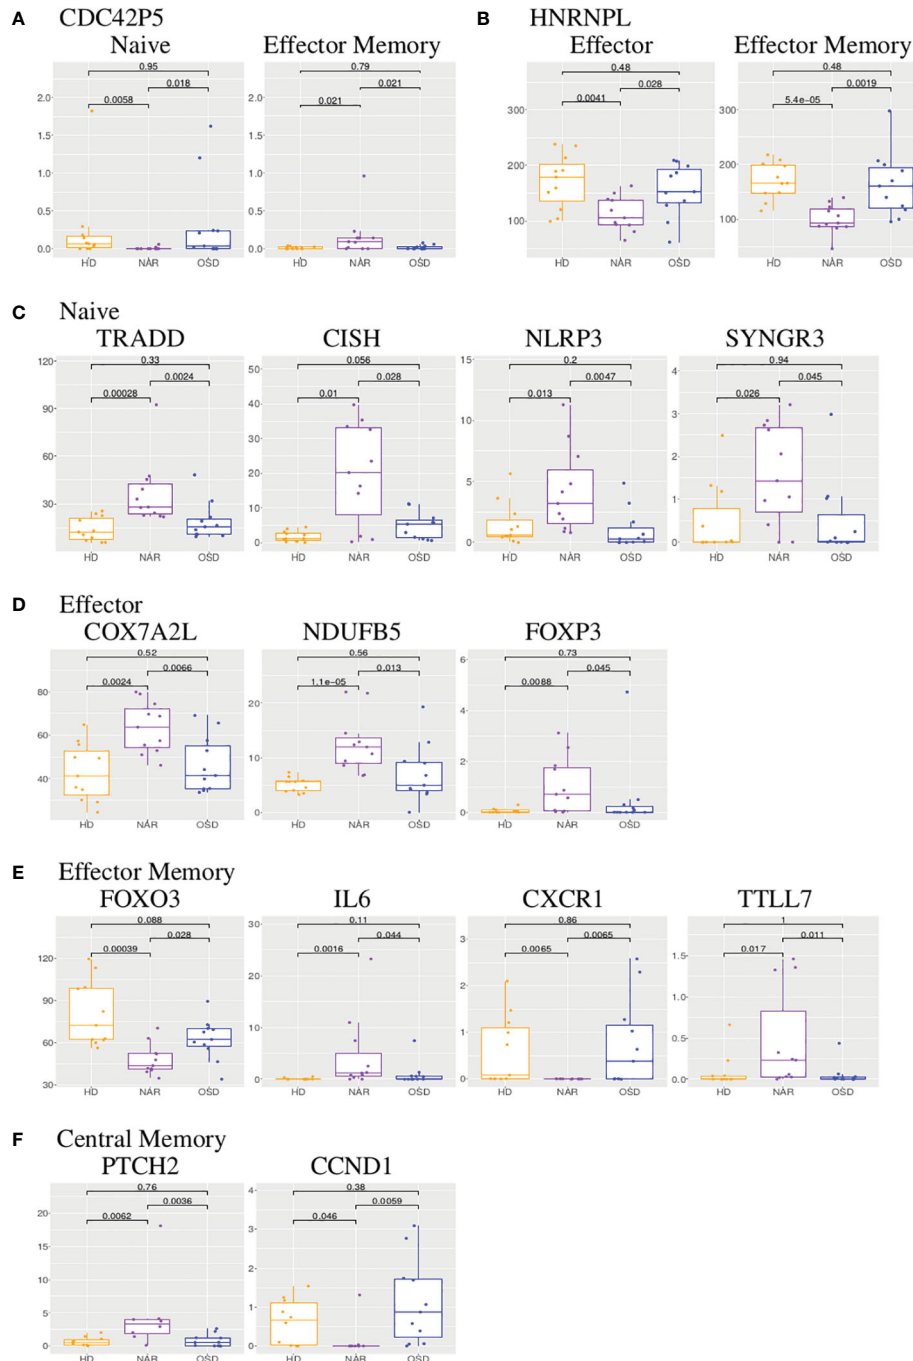 A CDC42P5 B HNRNPL
Naive Effector Memory Effector Effector Memory
0.95 0.79 0.48 0.48
0.018 0.021 0.028 0.0019
0.0058 0.021 0.0041 5.4e-05
2.0 2.0 300 300
1.5 1.5
1.0 1.0 200 200
0.5 0.5 100 100
0.0 0.0 0
HD NAR OSD HD NAR OSD HD NAR OSD HD NAR OSD
C Naive
TRADD CISH NLRP3 SYNGR3
0.33 0.056 0.2 0.94
0.0024 0.028 0.0047 0.045
0.00028 0.01 0.013 0.026
120 60 15 4
90 50 10 3
60 40 5 2
30 30 0 1
20 0
10
0
HD NAR OSD HD NAR OSD HD NAR OSD HD NAR OSD
D Effector
COX7A2L NDUFB5 FOXP3
0.52 0.56 0.73
0.0066 0.013 0.045
0.0024 1.1e-05 0.0088
80 20 6
60 15 4
40 10 2
5 0
0
HD NAR OSD HD NAR OSD HD NAR OSD
E Effector Memory
FOXO3 IL6 CXCR1 TTLL7
0.088 0.11 0.86 1
0.028 0.044 0.0065 0.011
0.00039 0.0016 0.0065 0.017
120 30 3 1.5
90 20 2 1.0
60 10 1 0.5
30 0 0 0.0
HD NAR OSD HD NAR OSD HD NAR OSD HD NAR OSD
F Central Memory
PTCH2 CCND1
0.76 0.38
0.0036 0.0059
0.0062 0.046
20 4
15 3
10 2
5 1
0 0
HD NAR OSD HD NAR OSD